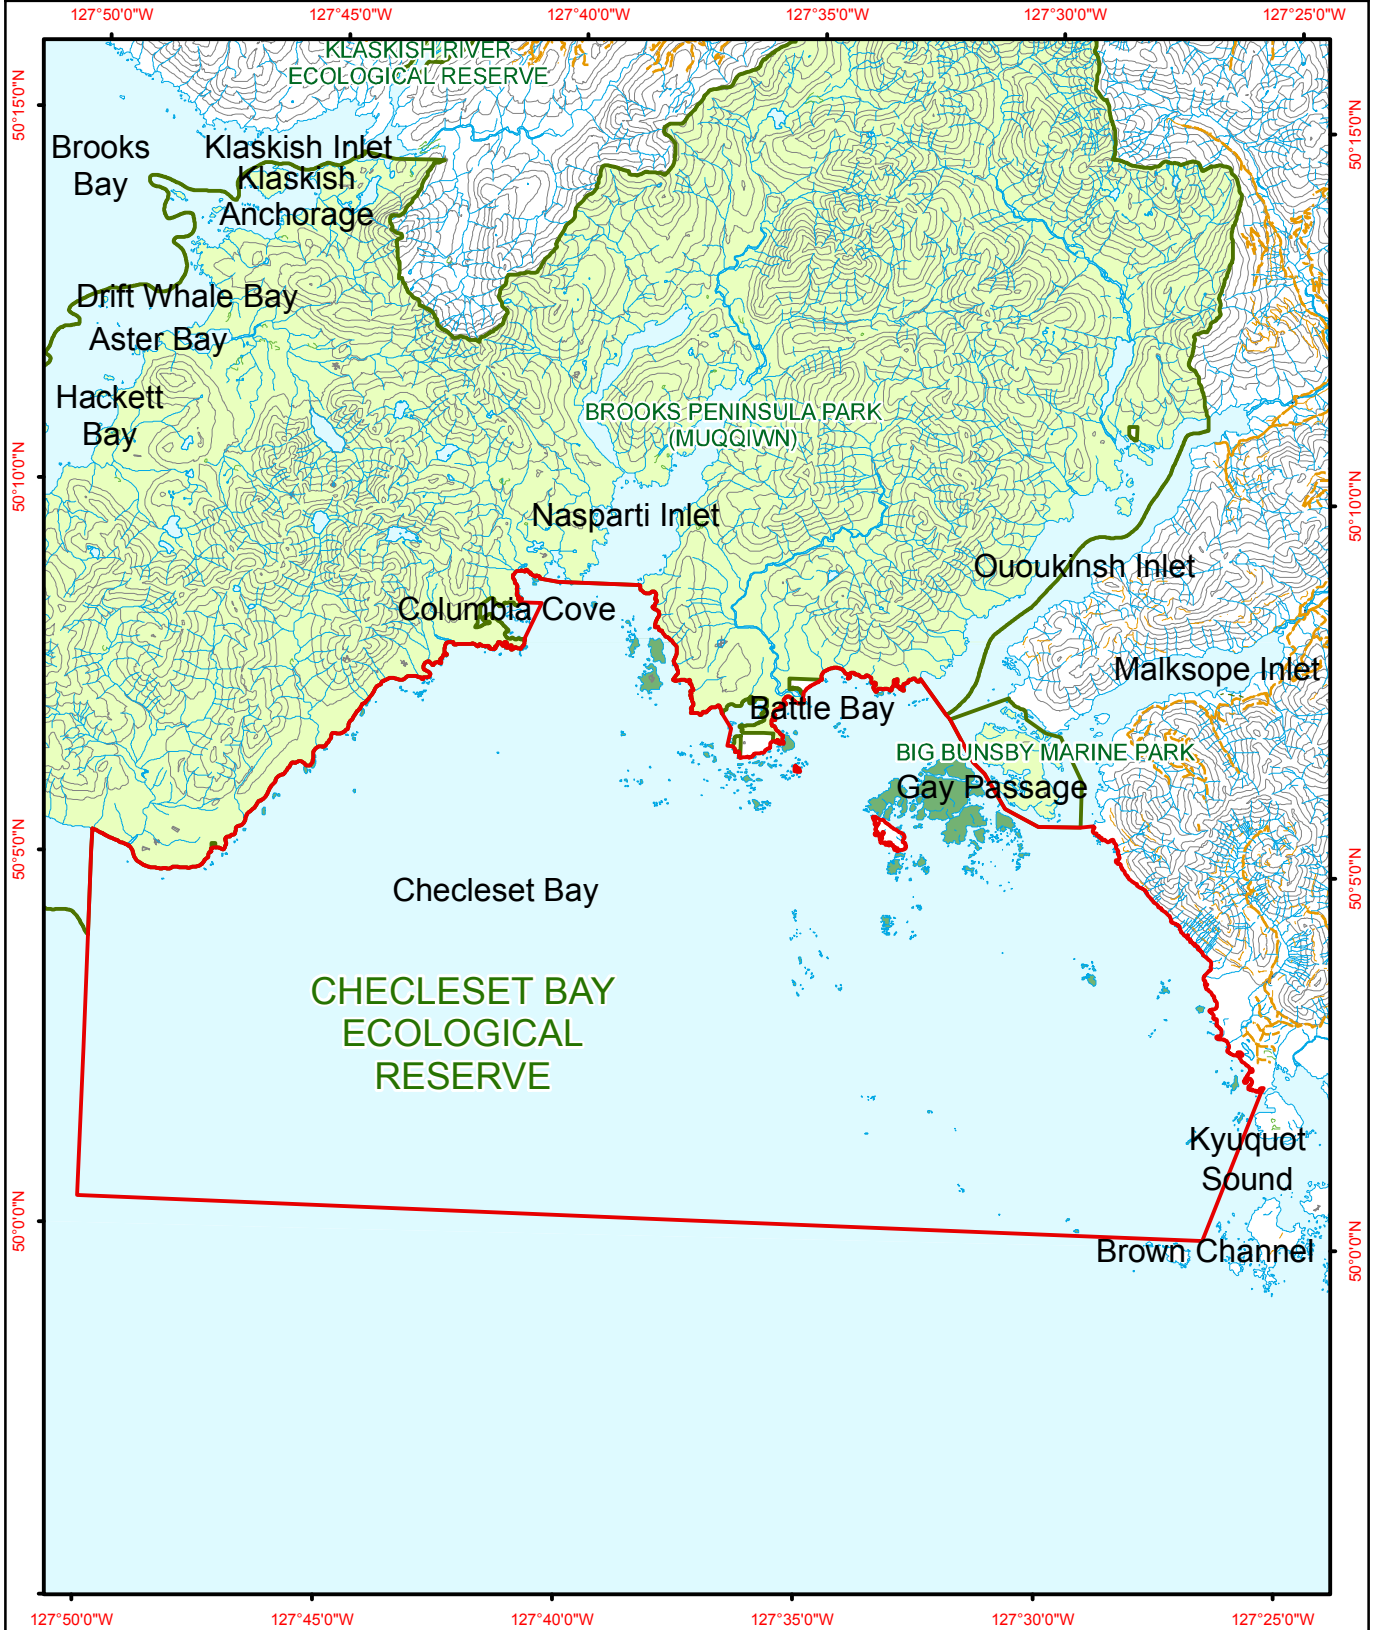 127°50'0"W 127°45'0"W 127°40'0"W 127°35'0"W 127°30'0"W 127°25'0"W
KLASKISH RIVER
ECOLOGICAL RESERVE
50°15'0"N
50°15'0"N
Brooks
Bay
Klaskish Inlet
Klaskish
Anchorage
Drift Whale Bay
Aster Bay
Hackett
Bay
BROOKS PENINSULA PARK
(MUQQIWN)
50°10'0"N
50°10'0"N
Nasparti Inlet
Ououkinsh Inlet
Columbia Cove
Malksope Inlet
Battle Bay
BIG BUNSBY MARINE PARK
Gay Passage
50°5'0"N
50°5'0"N
Checleset Bay
CHECLESET BAY
ECOLOGICAL
RESERVE
Kyuquot
Sound
50°0'0"N
50°0'0"N
Brown Channel
127°50'0"W 127°45'0"W 127°40'0"W 127°35'0"W 127°30'0"W 127°25'0"W